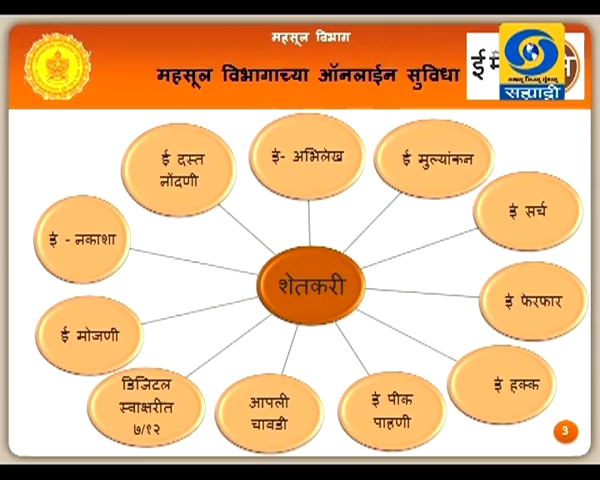 महसूल विभाग
महसूल विभागाच्या ऑनलाईन सुविधा
ई
सह्याद्री
ई दस्त
नोंदणी
ई- अभिलेख
ई मुल्यांकन
ई सर्च
ई - नकाशा
शेतकरी
ई फेरफार
ई मोजणी
ई हक्क
डिजिटल
स्वाक्षरीत
७/१२
आपली
चावडी
ई पीक
पाहणी
3